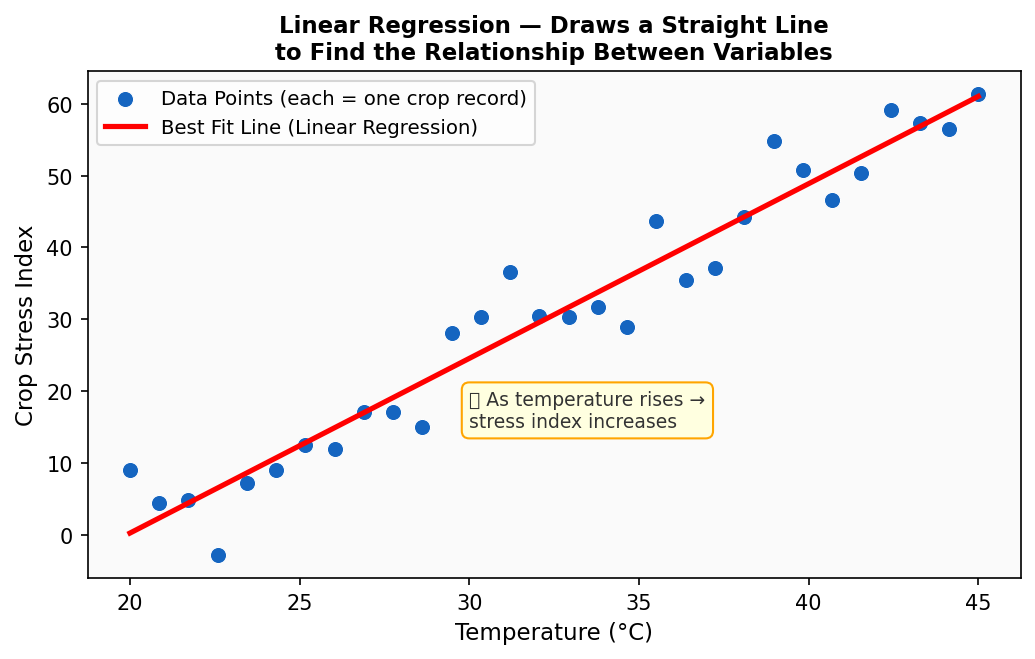 Linear Regression — Draws a Straight Line
to Find the Relationship Between Variables
Data Points (each = one crop record)
Best Fit Line (Linear Regression)
60
50
40
30
20
10
0
Crop Stress Index
As temperature rises →
stress index increases
20 25 30 35 40 45
Temperature (°C)